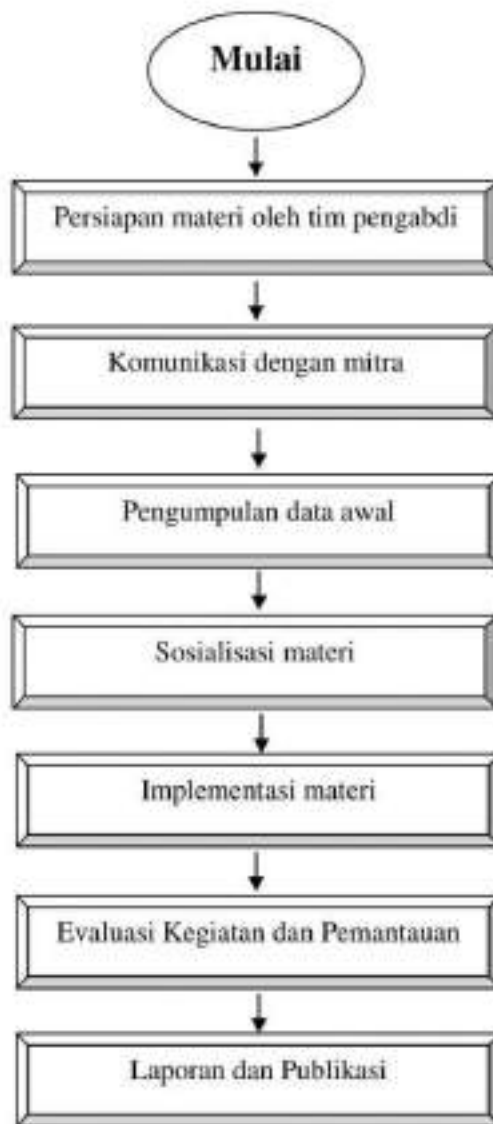 Mulai
Persiapan materi oleh tim pengabdi
Komunikasi dengan mitra
Pengumpulan data awal
Sosialisasi materi
Implementasi materi
Evaluasi Kegiatan dan Pemantauan
Laporan dan Publikasi